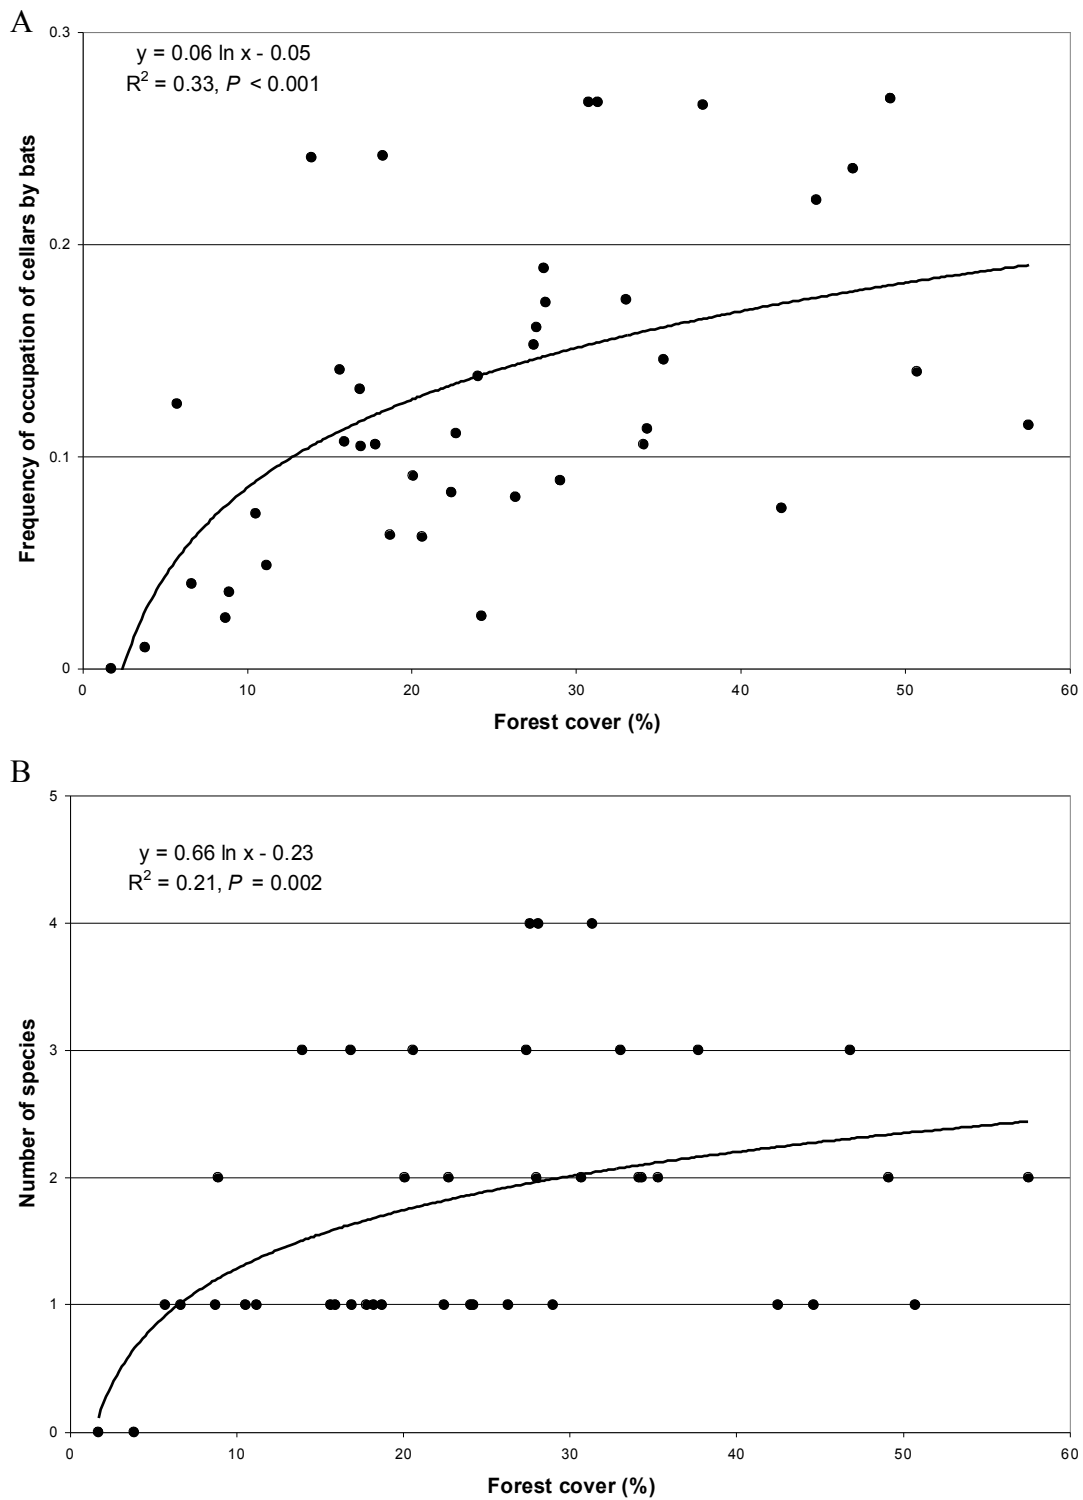 A
0.3
y = 0.06 ln x - 0.05
R² = 0.33, P < 0.001
Frequency of occupation of cellars by bats
0.2
0.1
0
0 10 20 30 40 50 60
Forest cover (%)
B
5
y = 0.66 ln x - 0.23
R² = 0.21, P = 0.002
4
Number of species
3
2
1
0
0 10 20 30 40 50 60
Forest cover (%)